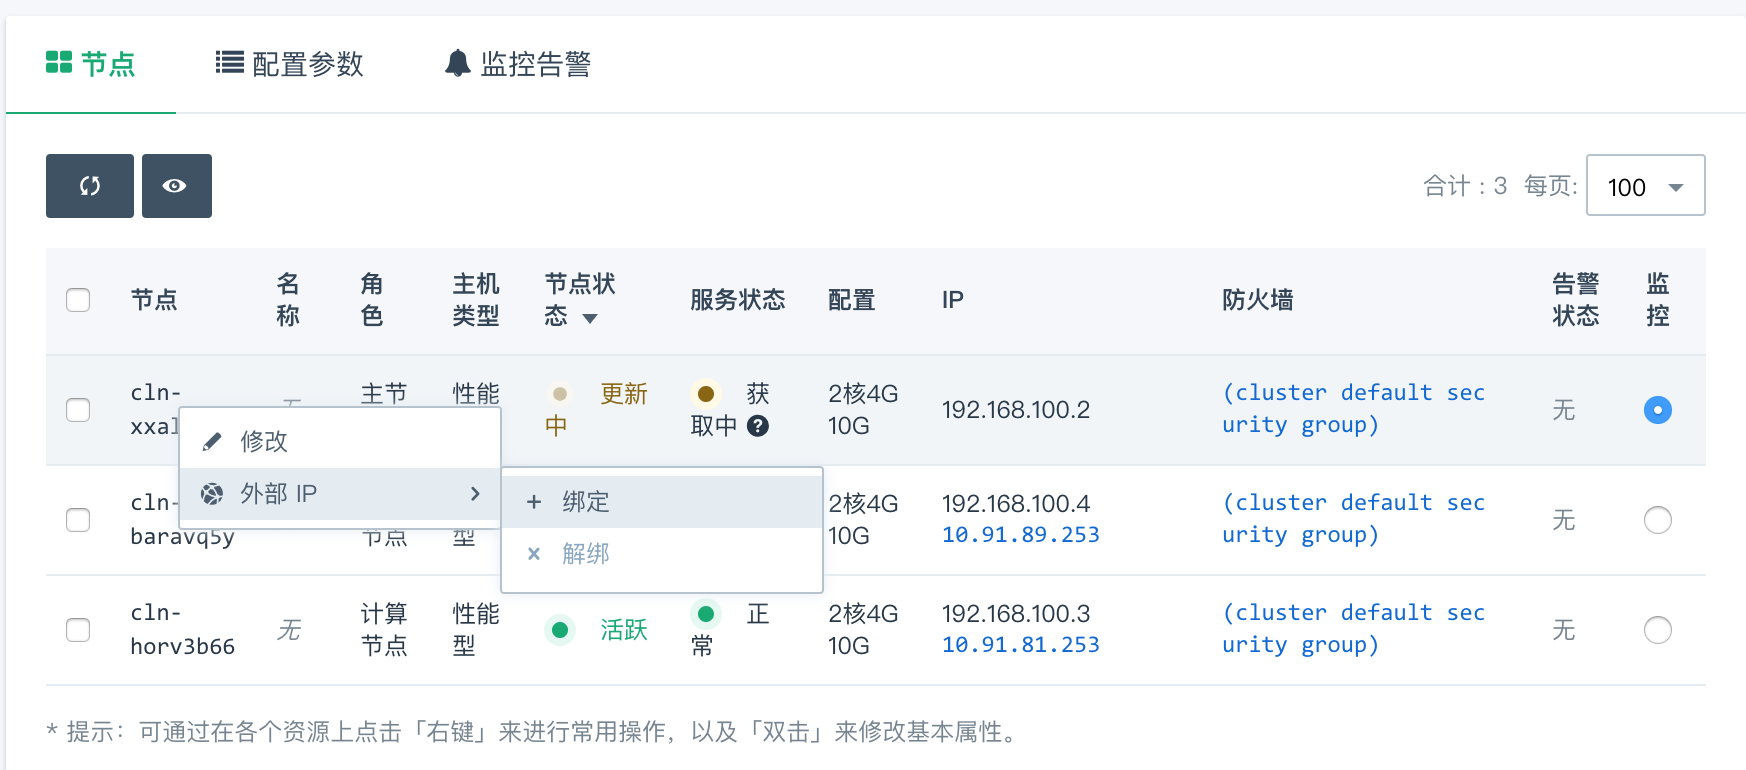 节点 配置参数 监控告警
合计：3 每页: 100
节点 名称 角色 主机类型 节点状态 服务状态 配置 IP 防火墙 告警状态 监控
cln- 主节 性能 更新中 获取中 2核4G 10G 192.168.100.2 (cluster default security group) 无
修改
外部 IP
绑定
解绑
cln-baravq5y 节点 型 2核4G 10G 192.168.100.4 10.91.89.253 (cluster default security group) 无
cln-horv3b66 无 计算节点 性能型 活跃 正常 2核4G 10G 192.168.100.3 10.91.81.253 (cluster default security group) 无
* 提示：可通过在各个资源上点击「右键」来进行常用操作，以及「双击」来修改基本属性。